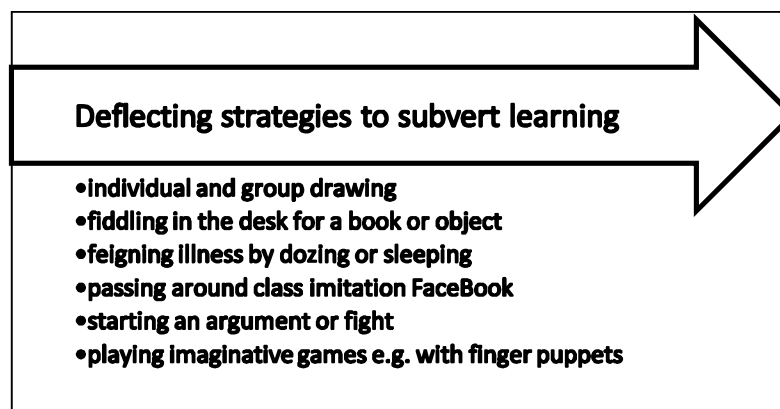 Deflecting strategies to subvert learning
•individual and group drawing
•fiddling in the desk for a book or object
•feigning illness by dozing or sleeping
•passing around class imitation FaceBook
•starting an argument or fight
•playing imaginative games e.g. with finger puppets